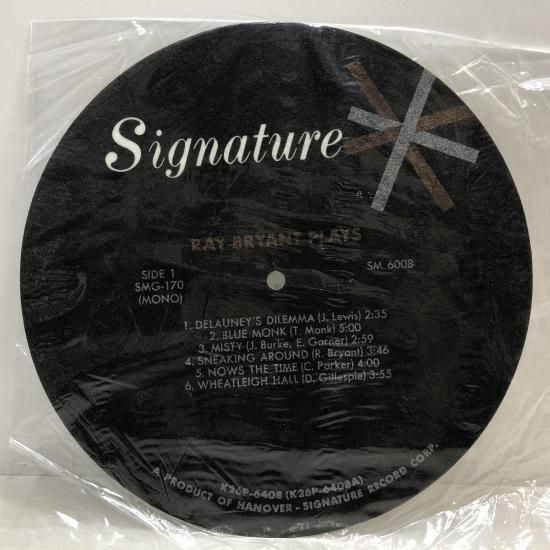 Signature
RAY BRYANT PLAYS
SIDE 1
SMG-170
(MONO)
SM 6008
1. DELAUNEY'S DILEMMA (J. Lewis) 2:35
2. BLUE MONK (T. Monk) 5:00
3. MISTY (J. Burke, E. Garner) 2:59
4. SNEAKING AROUND (R. Bryant) 3:46
5. NOWS THE TIME (C. Parker) 4:00
6. WHEATLEIGH HALL (D. Gillespie) 3:55
K26P-6408 (K26P-6408A)
A PRODUCT OF HANOVER - SIGNATURE RECORD CORP.